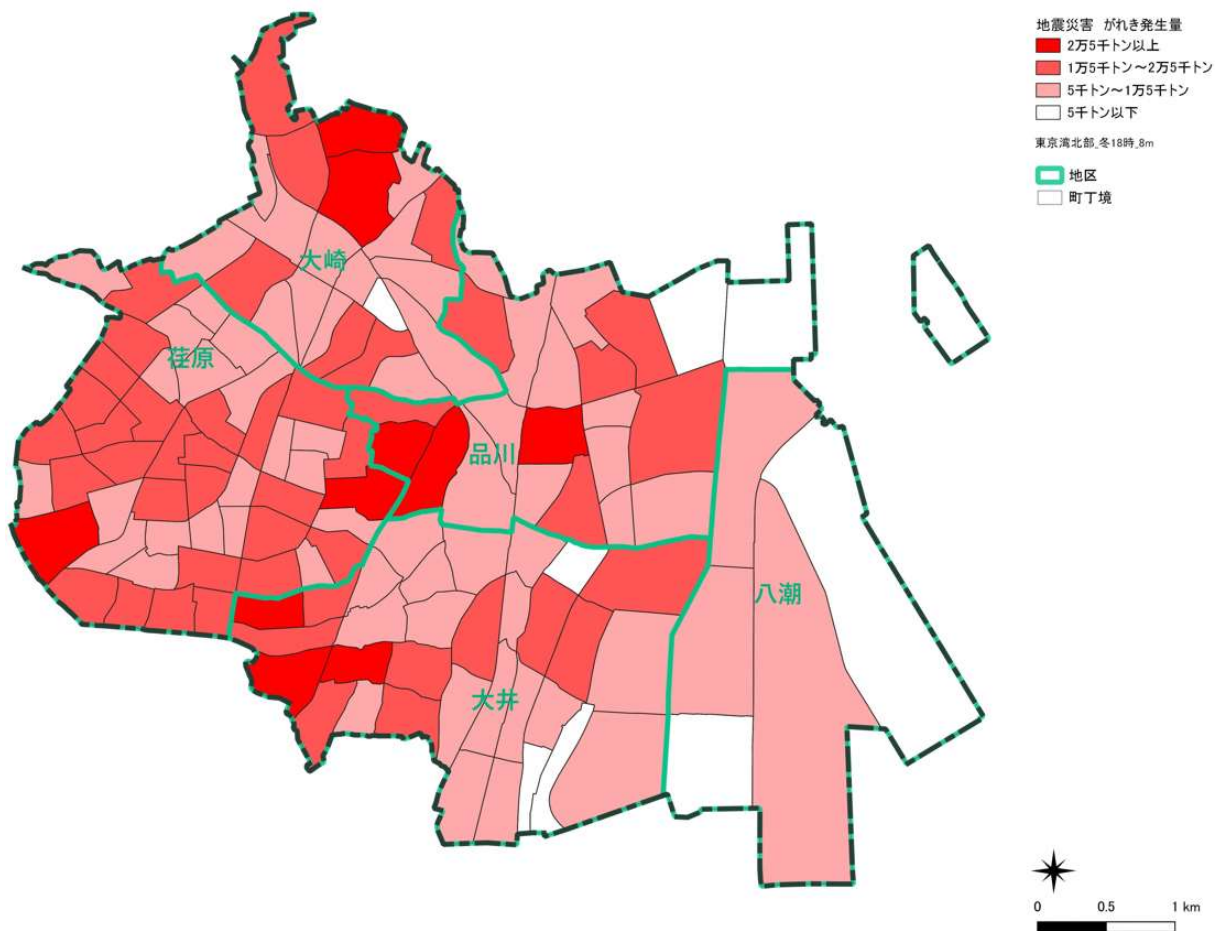 地震災害 がれき発生量
2万5千トン以上
1万5千トン～2万5千トン
5千トン～1万5千トン
5千トン以下
東京湾北部_冬18時_8m
地区
町丁境
大崎
荏原
品川
八潮
大井
0 0.5 1 km